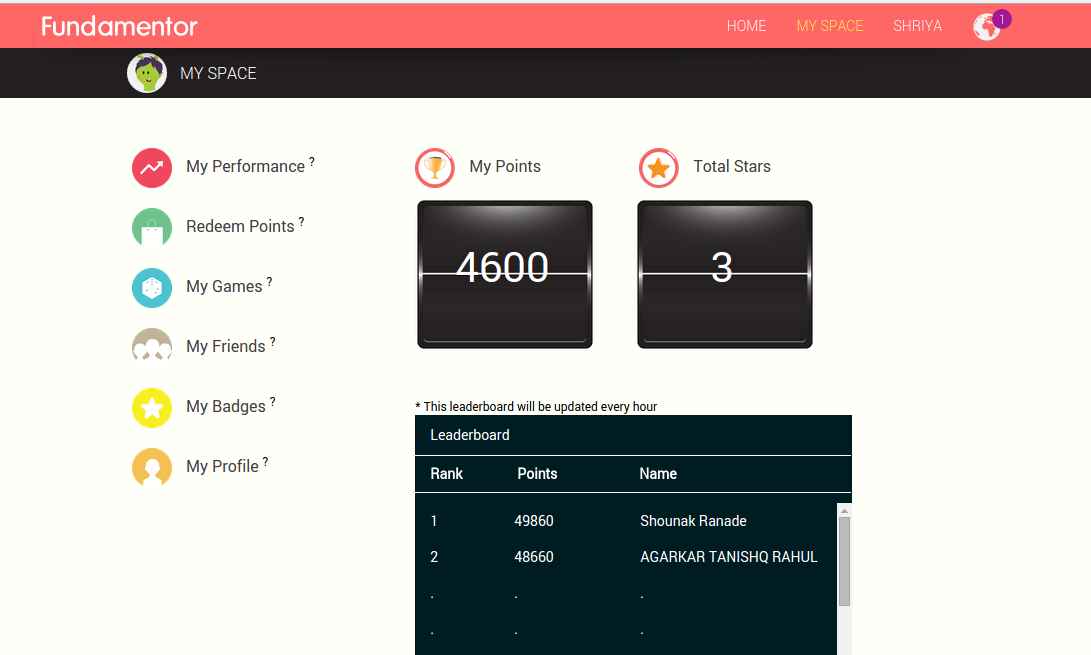 Fundamentor
HOME MY SPACE SHRIYA 1
MY SPACE
My Performance ?
Redeem Points ?
My Games ?
My Friends ?
My Badges ?
My Profile ?
My Points
4600
Total Stars
3
* This leaderboard will be updated every hour
Leaderboard
Rank Points Name
1 49860 Shounak Ranade
2 48660 AGARKAR TANISHQ RAHUL
. . .
. . .